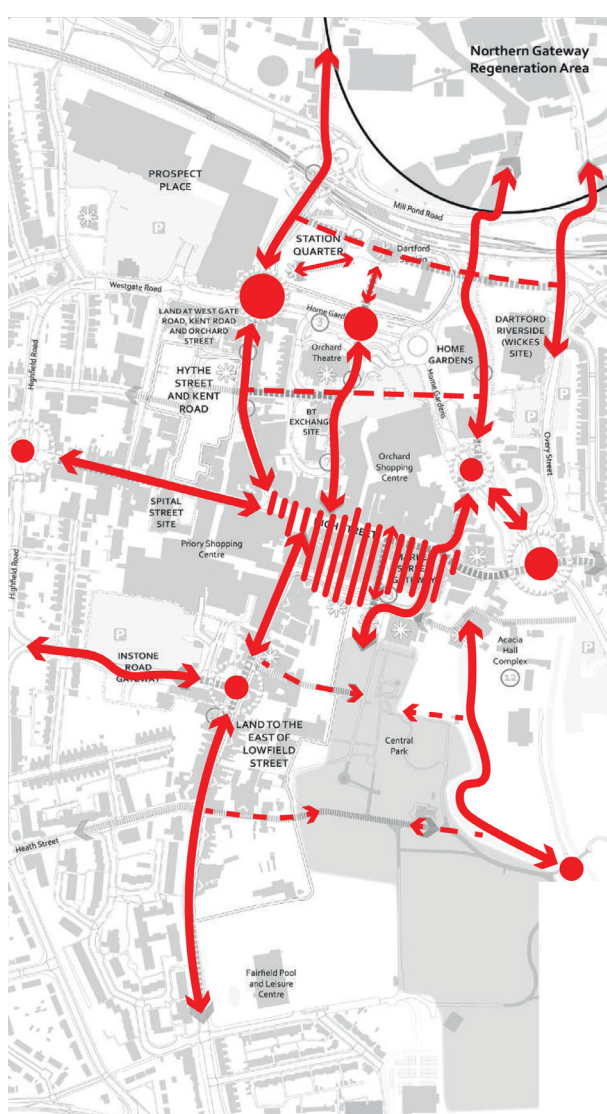 Northern Gateway
Regeneration Area
PROSPECT
PLACE
Mill Pond Road
STATION
QUARTER
Dartford
Westgate Road
LAND AT WEST GATE
ROAD, KENT ROAD
AND ORCHARD
STREET
Home Gard
3
Orchard
Theatre
HOME
GARDENS
DARTFORD
RIVERSIDE
(WICKES
SITE)
Highfield Road
HYTHE
STREET
AND KENT
ROAD
Home Gardens
BT
EXCHANGE
SITE
Overy Street
Orchard
Shopping
Centre
SPITAL
STREET
SITE
Priory Shopping
Centre
Highfield Road
P
P
P
P
INSTONE
ROAD
GATEWAY
Acacia
Hall
Complex
12
LAND TO THE
EAST OF
LOWFIELD
STREET
Central
Park
Heath Street
Fairfield Pool
and Leisure
Centre